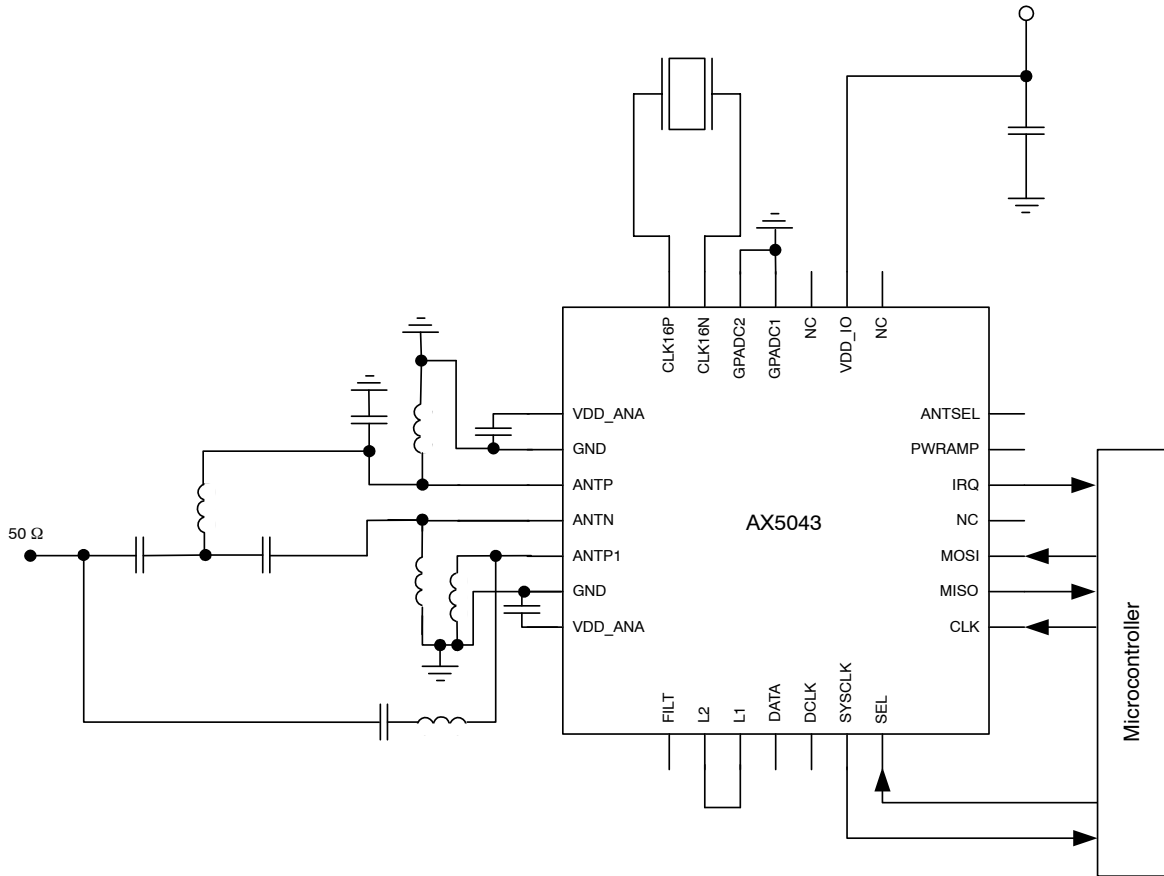 CLK16P
CLK16N
GPADC2
GPADC1
NC
VDD_IO
NC
VDD_ANA
GND
ANTP
ANTN
ANTP1
GND
VDD_ANA
50 Ω
AX5043
ANTSEL
PWRAMP
IRQ
NC
MOSI
MISO
CLK
FILT
L2
L1
DATA
DCLK
SYSCLK
SEL
Microcontroller